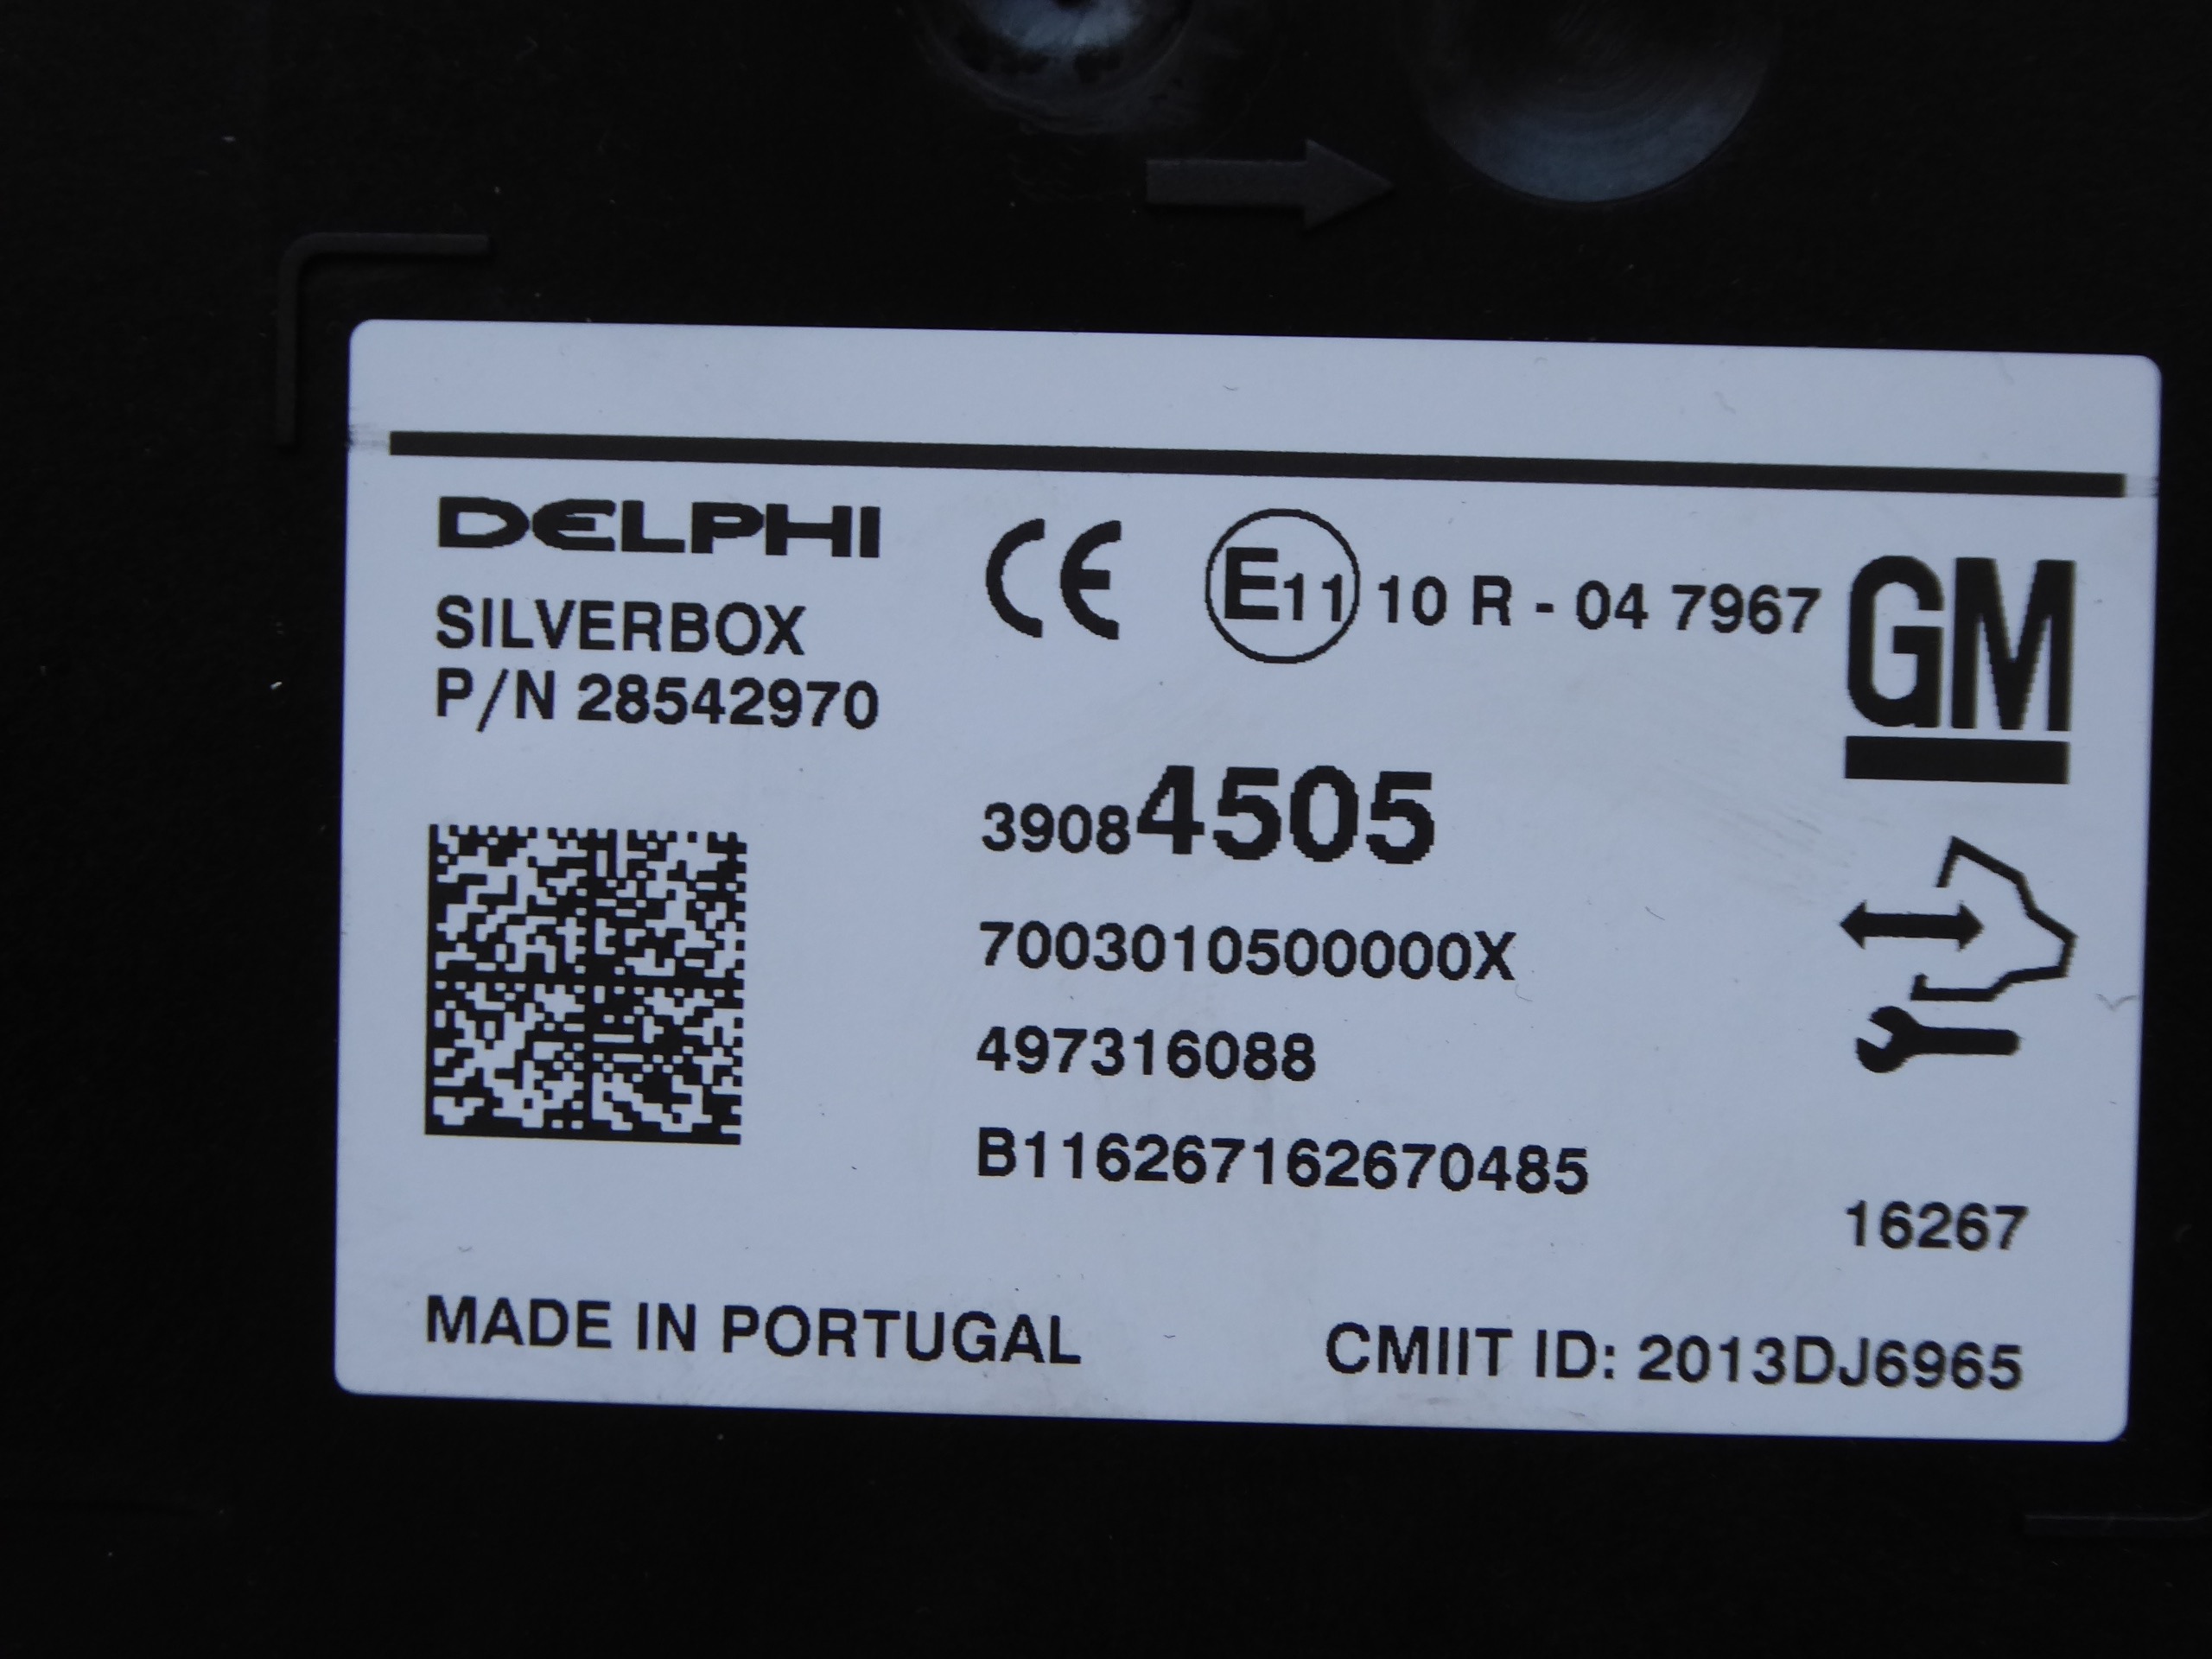 DELPHI
CE E11 10 R - 04 7967
GM
SILVERBOX
P/N 28542970
39084505
7003010500000X
497316088
B116267162670485
16267
MADE IN PORTUGAL
CMIIT ID: 2013DJ6965